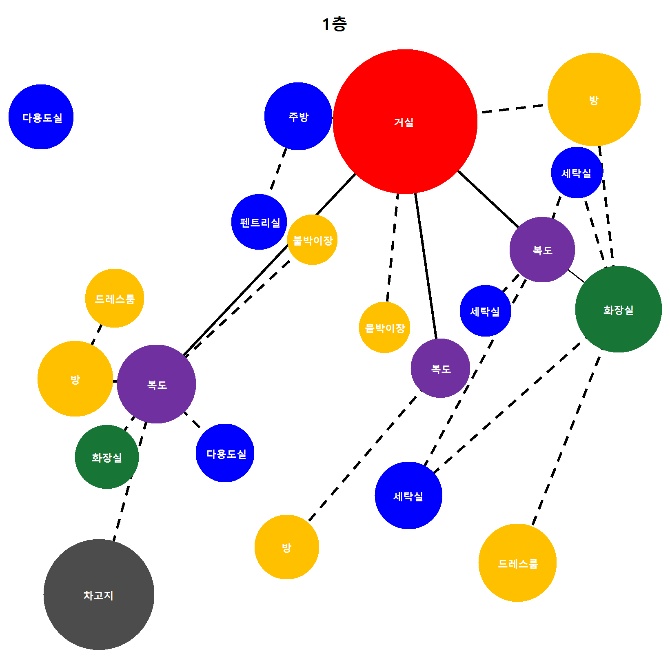 1층
방
다용도실
주방
거실
세탁실
펜트리실
붙박이장
복도
드레스룸
세탁실
화장실
붙박이장
복도
방
복도
화장실
다용도실
세탁실
방
드레스룸
차고지